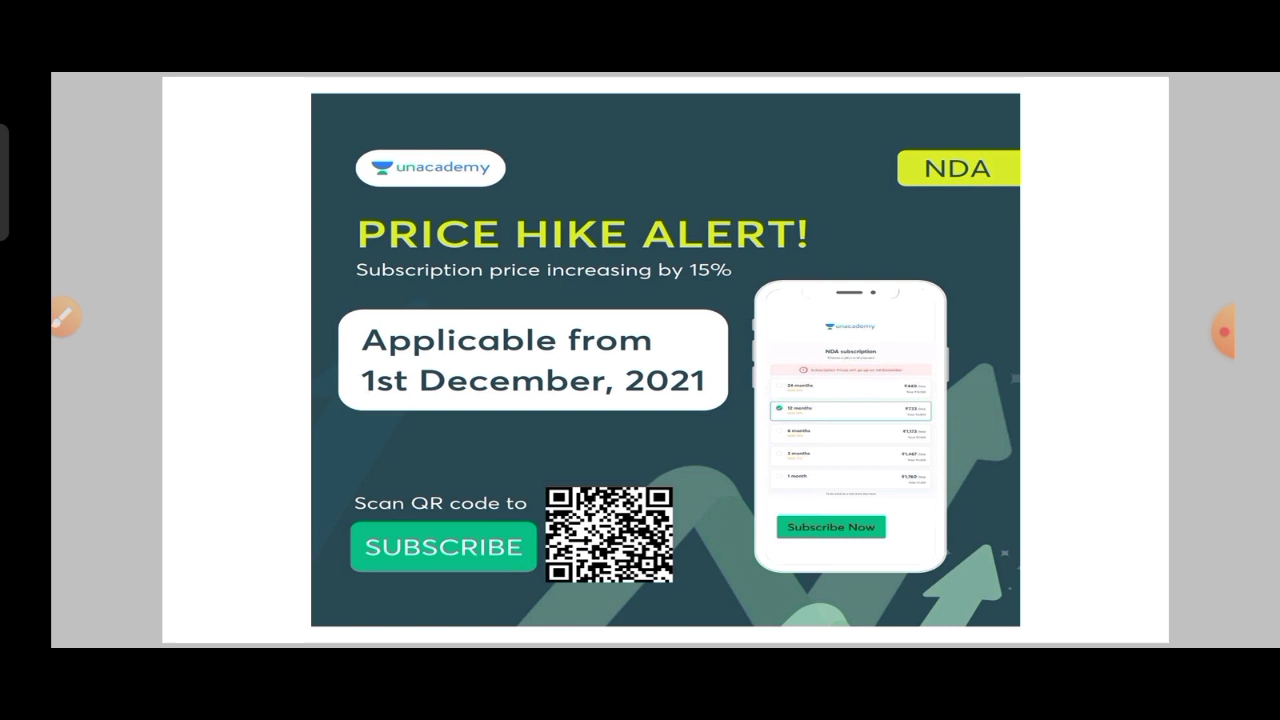 unacademy
NDA
PRICE HIKE ALERT!
Subscription price increasing by 15%
Applicable from
1st December, 2021
Scan QR code to
SUBSCRIBE
unacademy
NDA subscription
24 months
12 months
6 months
3 months
1 month
Subscribe Now